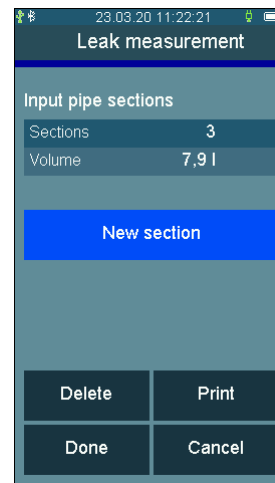 23.03.20 11:22:21
Leak measurement
Input pipe sections
Sections 3
Volume 7,9 l
New section
Delete Print
Done Cancel